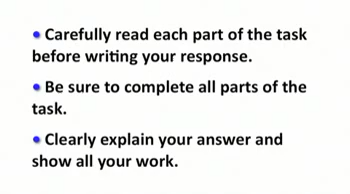 • Carefully read each part of the task
before writing your response.
• Be sure to complete all parts of the
task.
• Clearly explain your answer and
show all your work.